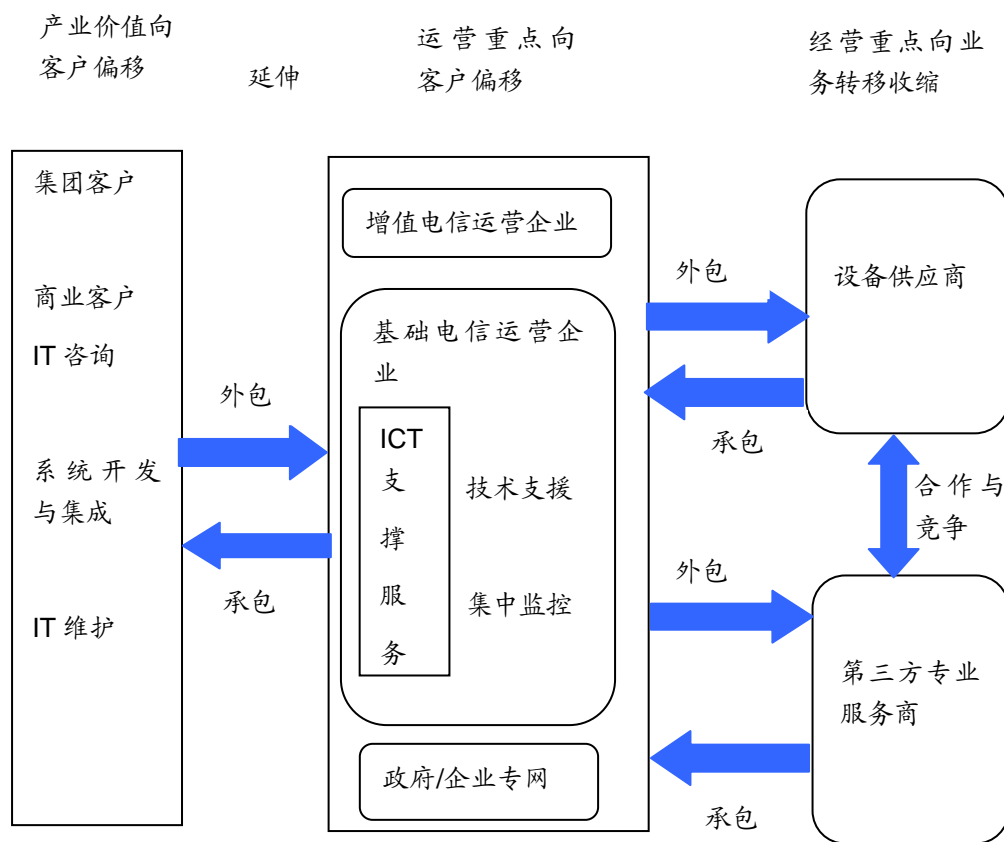 产业价值向
客户偏移
延伸
运营重点向
客户偏移
经营重点向业
务转移收缩
集团客户
商业客户
IT 咨询
系统开发
与集成
IT 维护
外包
承包
增值电信运营企业
基础电信运营企
业
ICT
支
撑
服
务
技术支援
集中监控
政府/企业专网
外包
承包
外包
承包
设备供应商
合作与
竞争
第三方专业
服务商